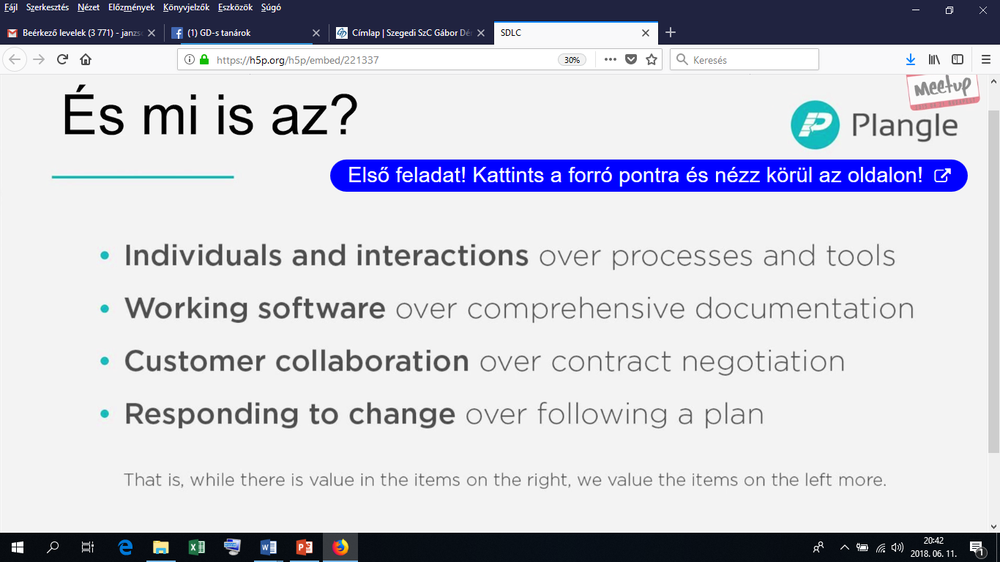 Fájl Szerkesztés Nézet Előzmények Könyvjelzők Eszközök Súgó
Beérkező levelek (3 771) - janzso
(1) GD-s tanárok
Címlap | Szegedi SzC Gábor Dén
SDLC
https://h5p.org/h5p/embed/221337
30%
Keresés
meetup
És mi is az?
Plangle
Első feladat! Kattints a forró pontra és nézz körül az oldalon!
• Individuals and interactions over processes and tools
• Working software over comprehensive documentation
• Customer collaboration over contract negotiation
• Responding to change over following a plan
That is, while there is value in the items on the right, we value the items on the left more.
20:42
2018. 06. 11.
1